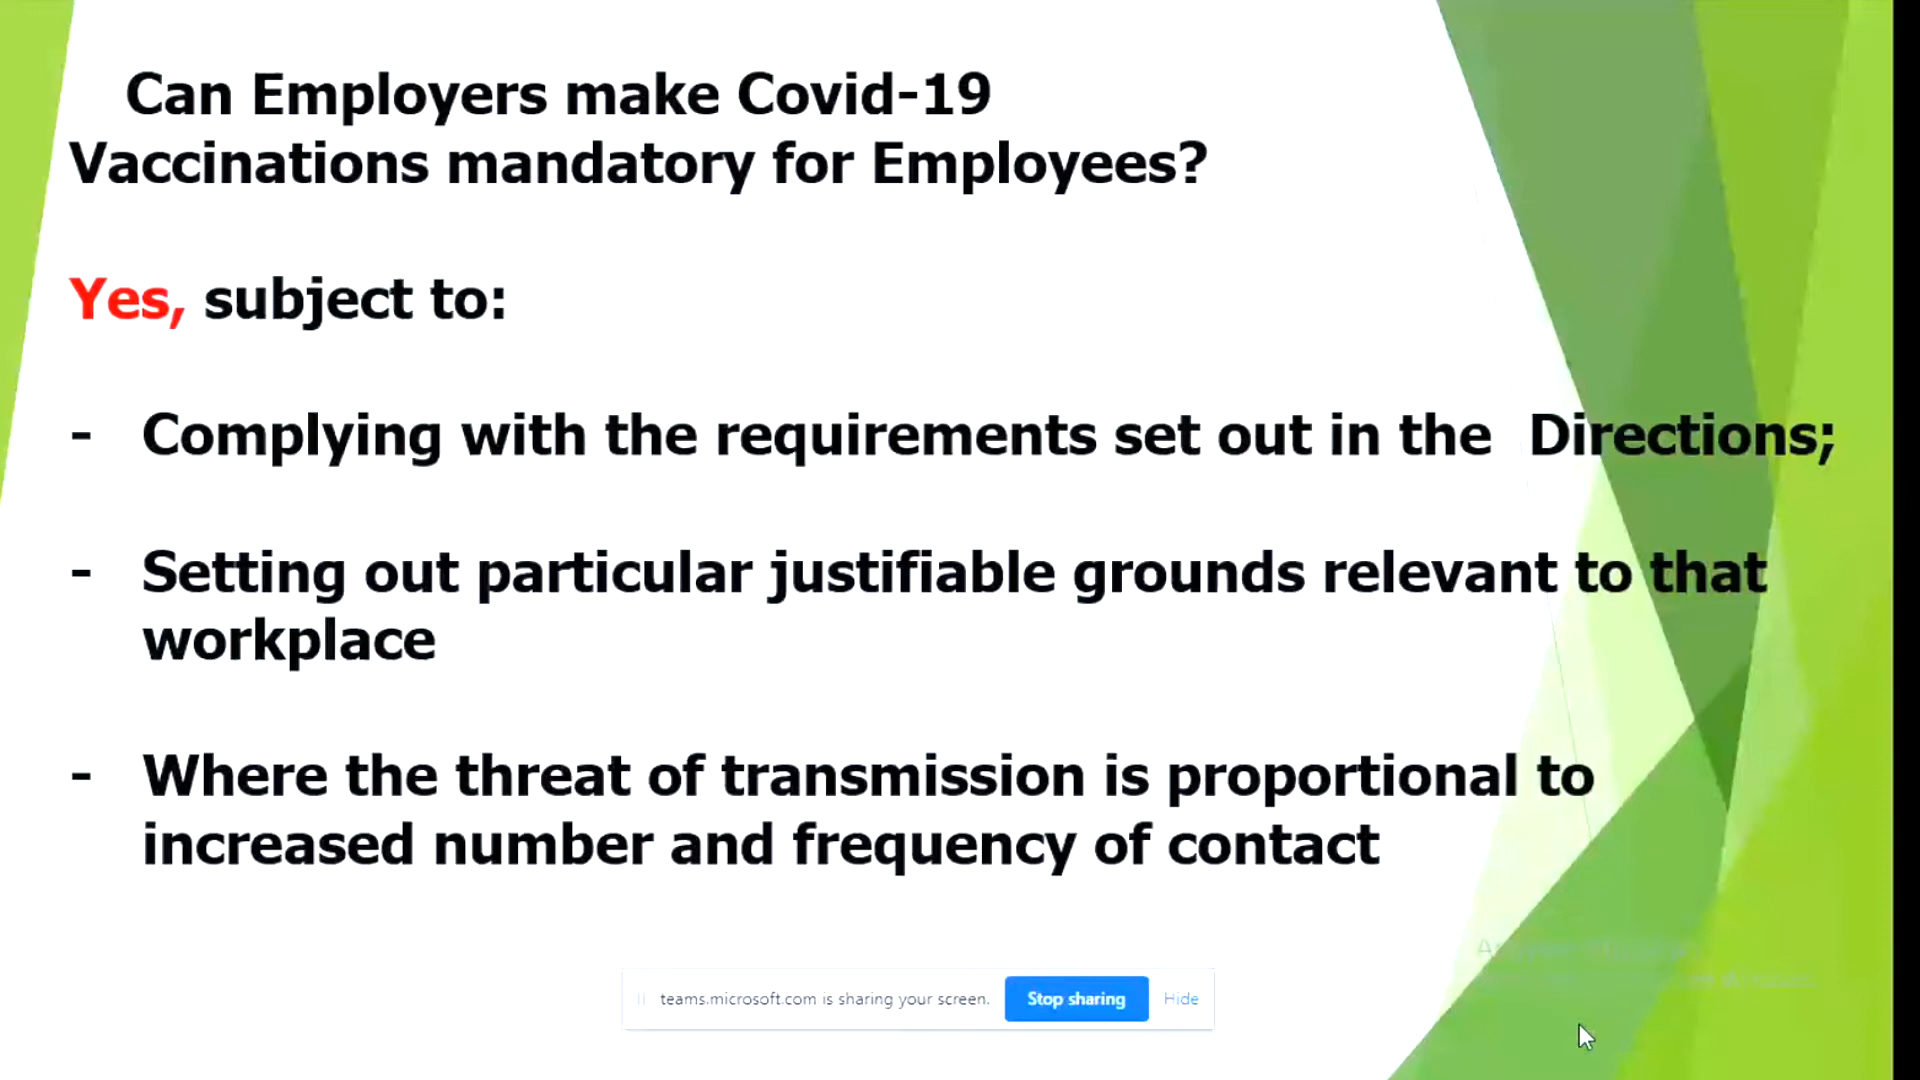 Can Employers make Covid-19
Vaccinations mandatory for Employees?
Yes, subject to:
- Complying with the requirements set out in the Directions;
- Setting out particular justifiable grounds relevant to that
workplace
- Where the threat of transmission is proportional to
increased number and frequency of contact
teams.microsoft.com is sharing your screen. Stop sharing Hide